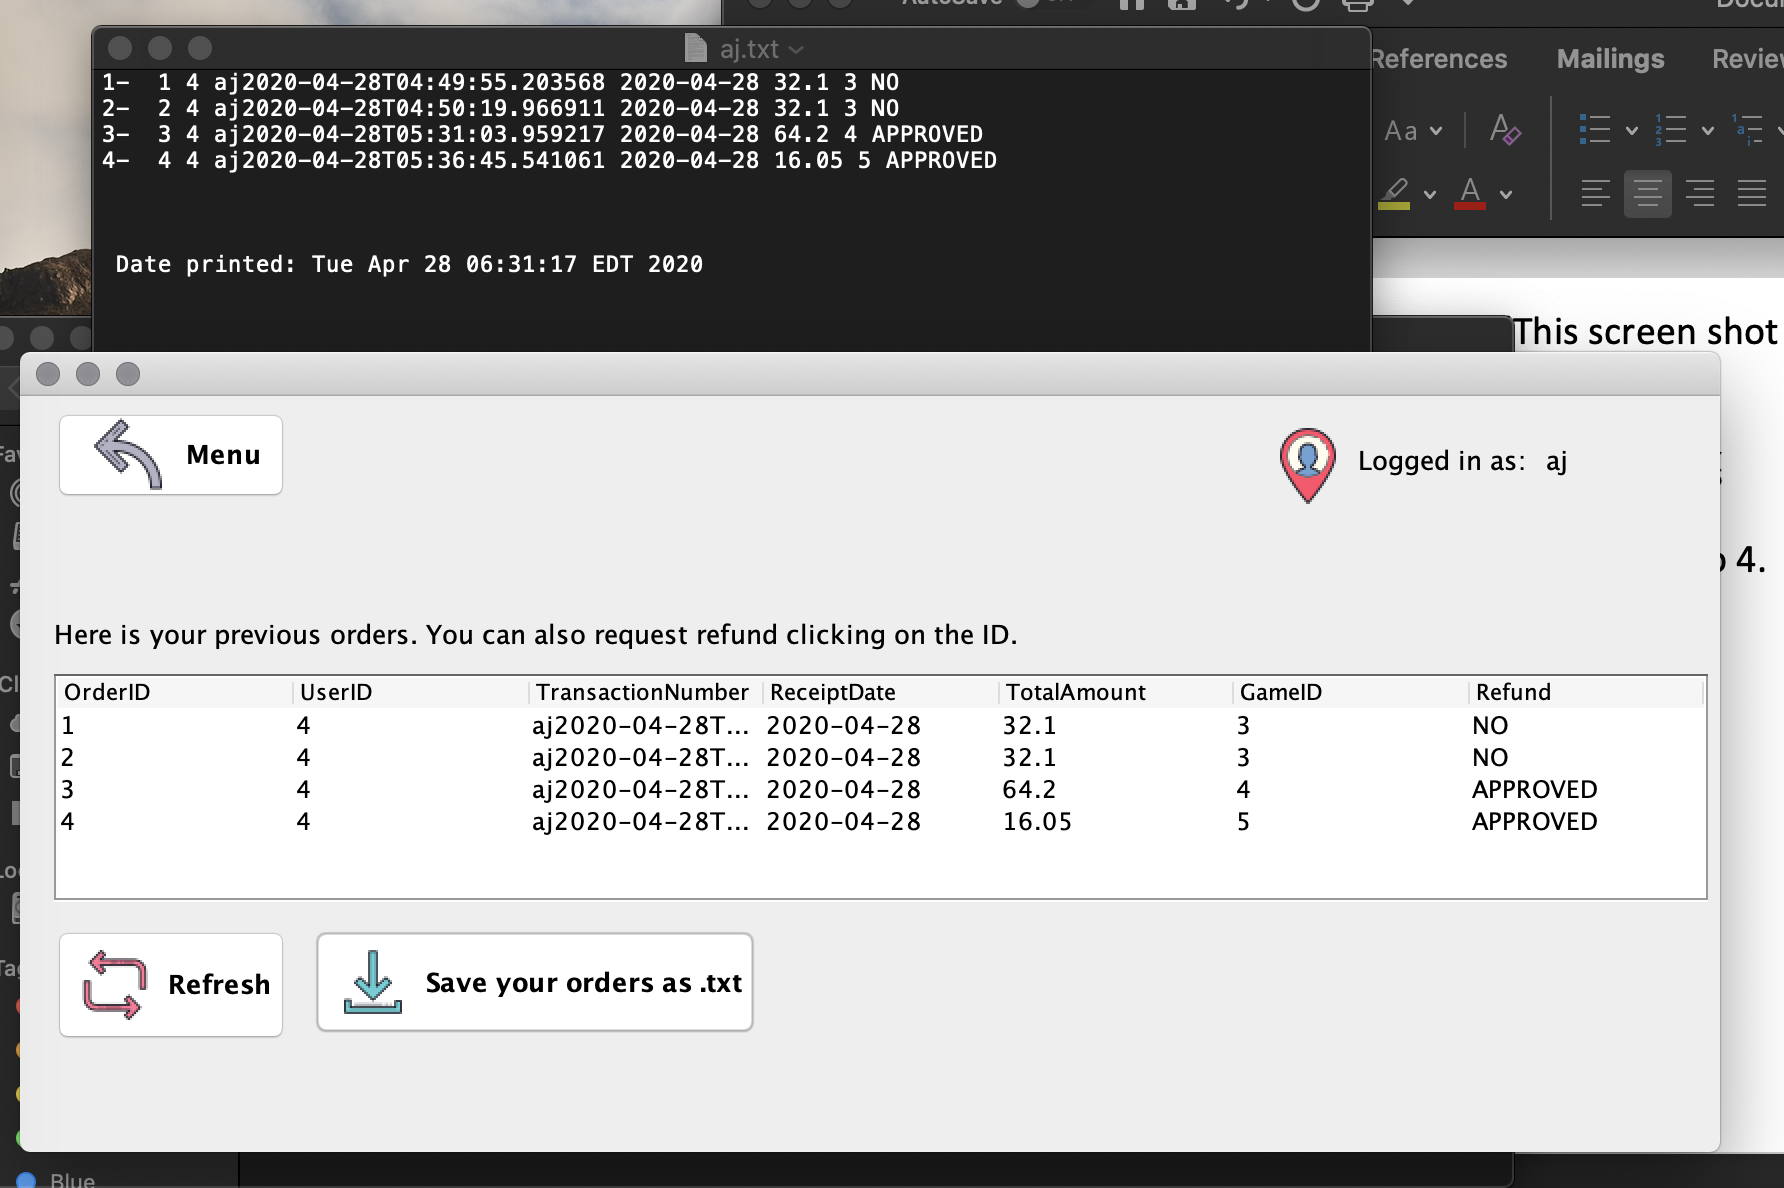 aj.txt
References Mailings
1-  1 4 aj2020-04-28T04:49:55.203568 2020-04-28 32.1 3 NO
2-  2 4 aj2020-04-28T04:50:19.966911 2020-04-28 32.1 3 NO
3-  3 4 aj2020-04-28T05:31:03.959217 2020-04-28 64.2 4 APPROVED
4-  4 4 aj2020-04-28T05:36:45.541061 2020-04-28 16.05 5 APPROVED
Aa
Date printed: Tue Apr 28 06:31:17 EDT 2020
This screen shot
Menu
Logged in as: aj
4.
Here is your previous orders. You can also request refund clicking on the ID.
OrderID UserID TransactionNumber ReceiptDate TotalAmount GameID Refund
1 4 aj2020-04-28T... 2020-04-28 32.1 3 NO
2 4 aj2020-04-28T... 2020-04-28 32.1 3 NO
3 4 aj2020-04-28T... 2020-04-28 64.2 4 APPROVED
4 4 aj2020-04-28T... 2020-04-28 16.05 5 APPROVED
Refresh
Save your orders as .txt
Blue